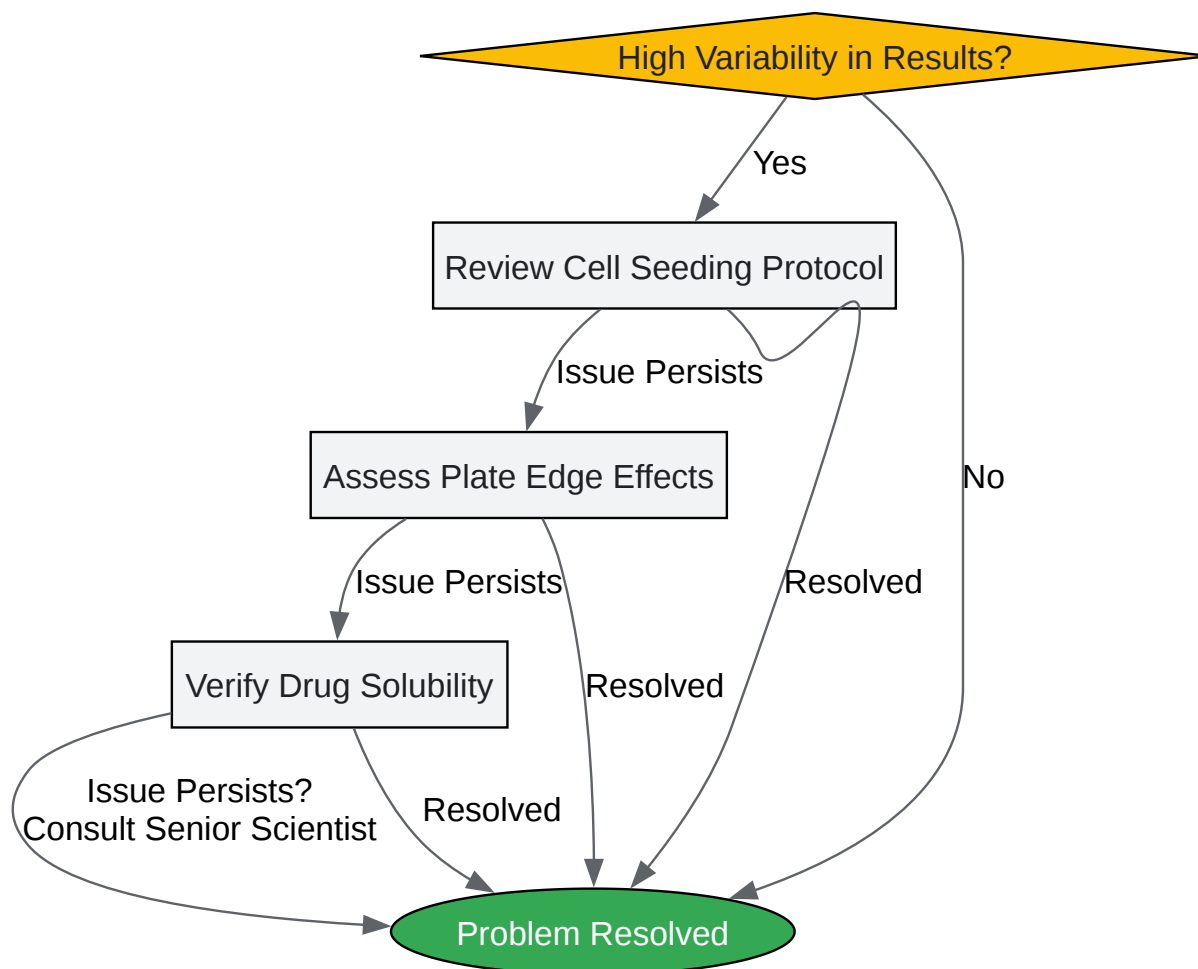 High Variability in Results?
Yes
Review Cell Seeding Protocol
Issue Persists
Assess Plate Edge Effects
No
Issue Persists
Resolved
Verify Drug Solubility
Resolved
Issue Persists?
Consult Senior Scientist
Resolved
Problem Resolved